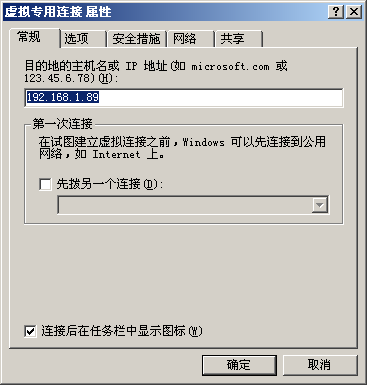 虚拟专用连接 属性
常规 选项 安全措施 网络 共享
目的地的主机名或 IP 地址(如 microsoft.com 或
123.45.6.78)(H):
192.168.1.89
第一次连接
在试图建立虚拟连接之前,Windows 可以先连接到公用
网络,如 Internet 上。
先拨另一个连接(D):
连接后在任务栏中显示图标(W)
确定 取消